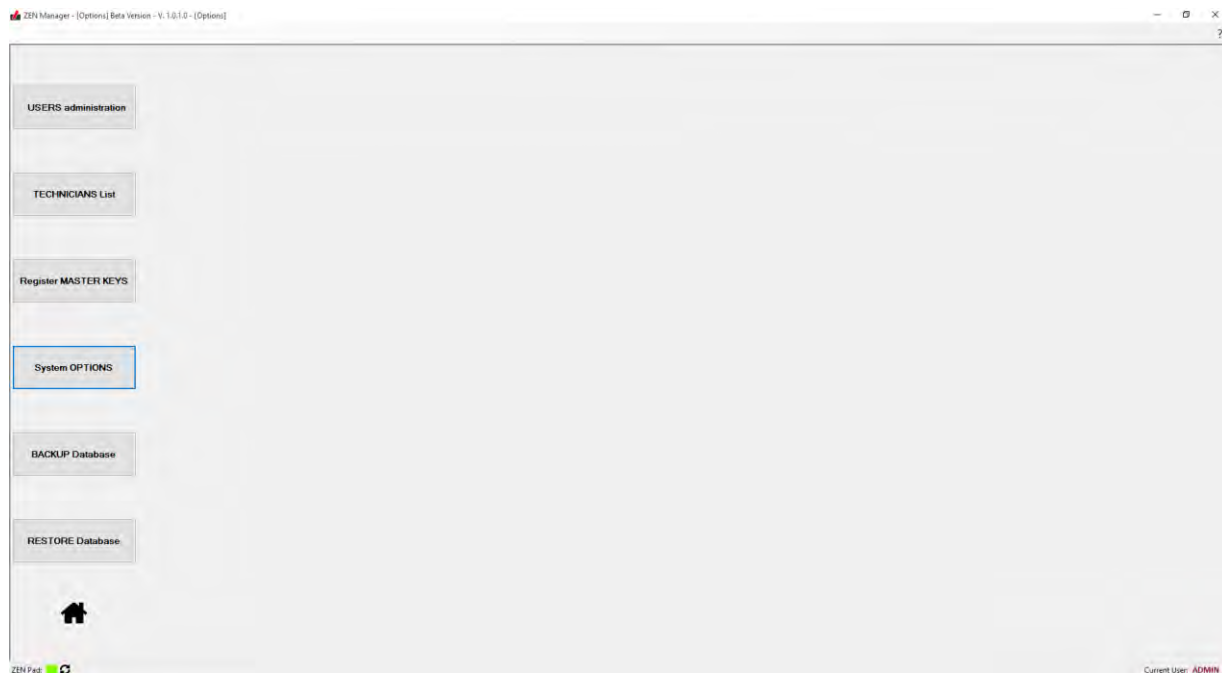 ZEN Manager - [Options] Beta Version - V. 1.0.1.0 - [Options]
?
USERS administration
TECHNICIANS List
Register MASTER KEYS
System OPTIONS
BACKUP Database
RESTORE Database
ZEN Pad:
Current User: ADMIN